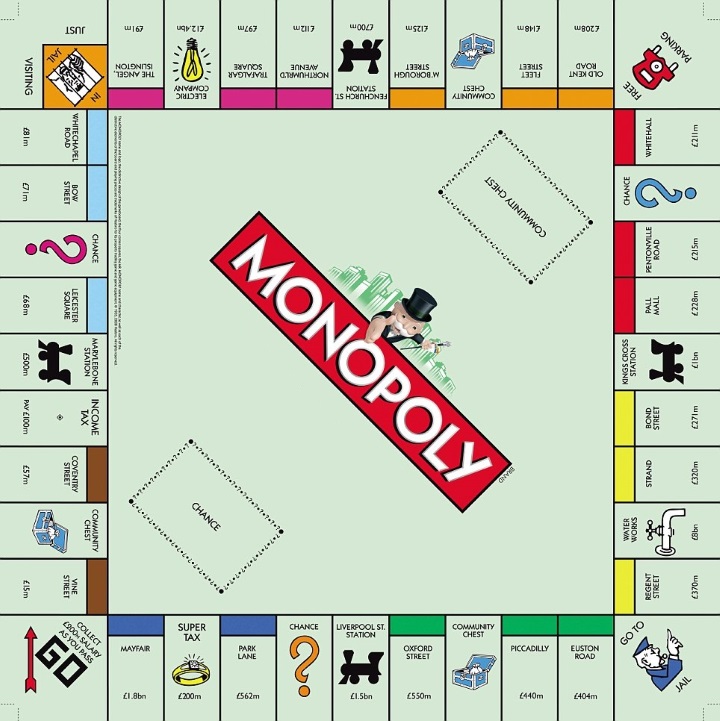 JUST
VISITING
IN
JAIL
THE ANGEL
ISLINGTON
£91m
ELECTRIC
COMPANY
£12.4bn
TRAFALGAR
SQUARE
£97m
NORTHUMRL'D
AVENUE
£112m
FENCHURCH ST.
STATION
£700m
M'BOROUGH
STREET
£125m
COMMUNITY
CHEST
FLEET
STREET
£148m
OLD KENT
ROAD
£208m
FREE
PARKING
WHITECHAPEL
ROAD
£81m
BOW
STREET
£71m
CHANCE
LEICESTER
SQUARE
£68m
MARYLEBONE
STATION
£500m
INCOME
TAX
PAY £100m
COVENTRY
STREET
£57m
COMMUNITY
CHEST
VINE
STREET
£15m
COMMUNITY CHEST
MONOPOLY
BRAND
CHANCE
WHITEHALL
£211m
CHANCE
PENTONVILLE
ROAD
£215m
PALL
MALL
£228m
KINGS CROSS
STATION
£1bn
BOND
STREET
£271m
STRAND
£320m
WATER
WORKS
£8bn
REGENT
STREET
£370m
COLLECT
£200m SALARY
AS YOU PASS
GO
MAYFAIR
£1.8bn
SUPER
TAX
£200m
PARK
LANE
£562m
CHANCE
LIVERPOOL ST.
STATION
£1.5bn
OXFORD
STREET
£550m
COMMUNITY
CHEST
PICCADILLY
£440m
EUSTON
ROAD
£404m
GO TO
JAIL